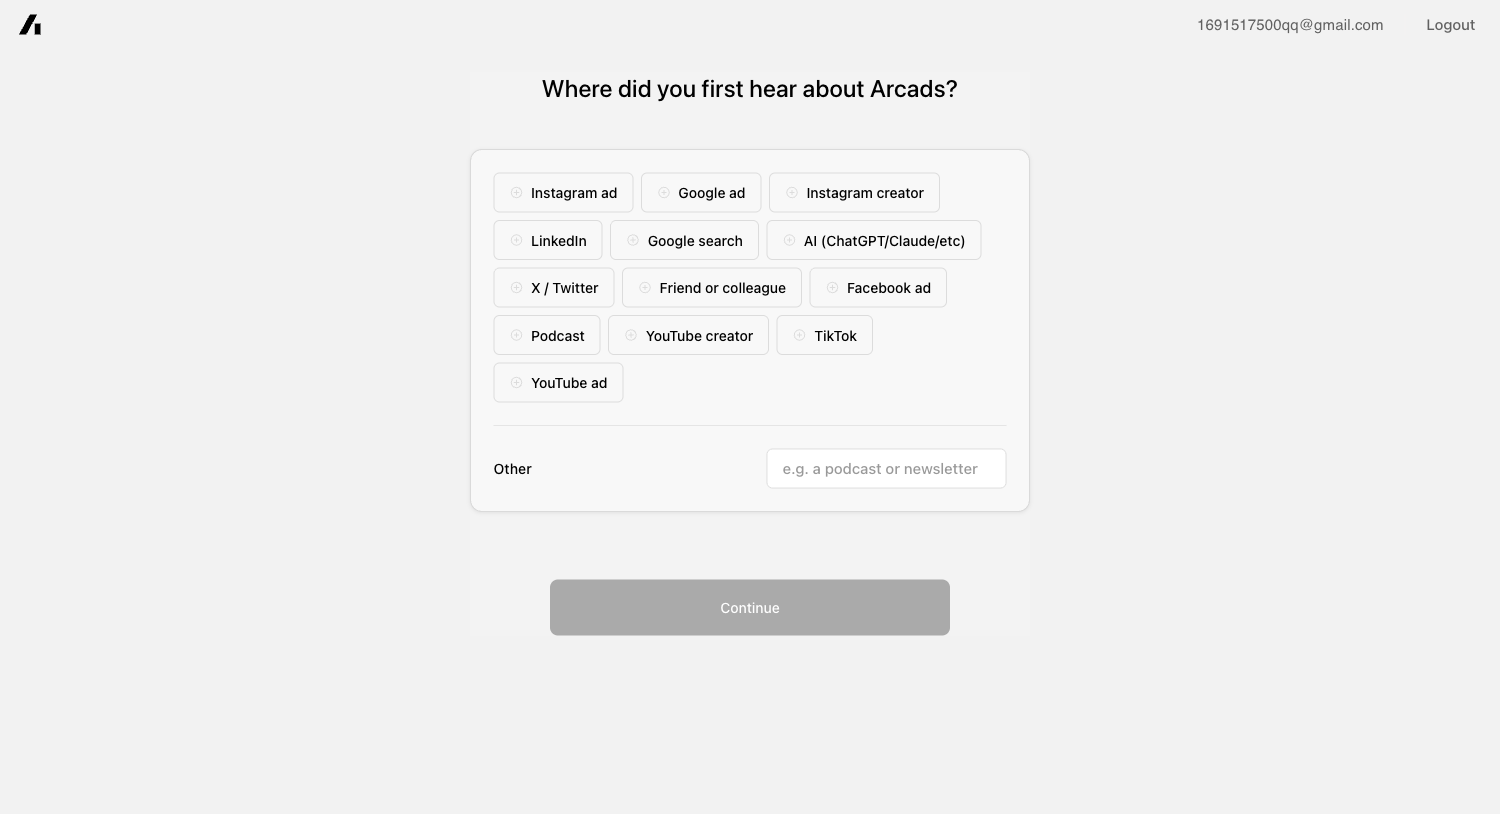 1691517500qq@gmail.com Logout
Where did you first hear about Arcads?
Instagram ad Google ad Instagram creator
LinkedIn Google search AI (ChatGPT/Claude/etc)
X / Twitter Friend or colleague Facebook ad
Podcast YouTube creator TikTok
YouTube ad
Other e.g. a podcast or newsletter
Continue